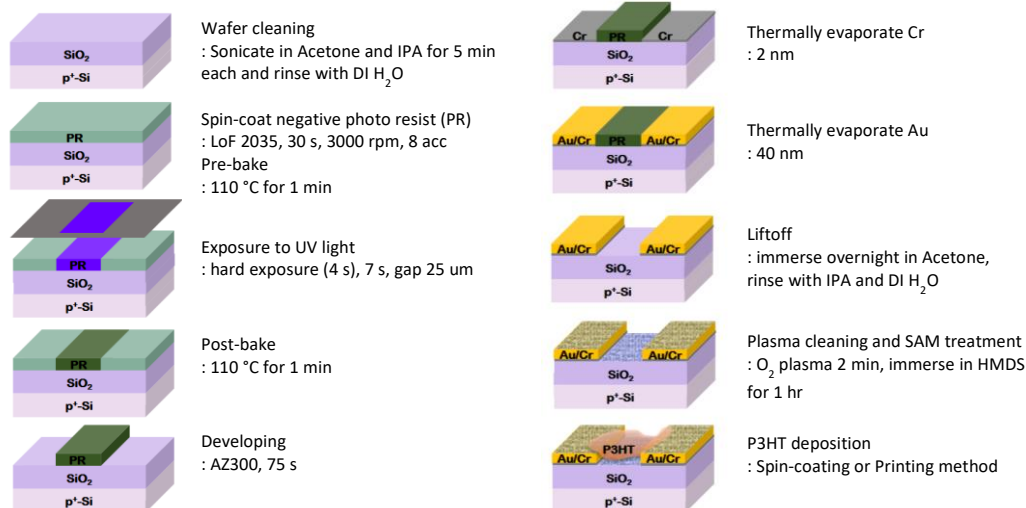 SiO2
p+-Si
Wafer cleaning
: Sonicate in Acetone and IPA for 5 min
each and rinse with DI H2O
PR
SiO2
p+-Si
Spin-coat negative photo resist (PR)
: LoF 2035, 30 s, 3000 rpm, 8 acc
Pre-bake
: 110 °C for 1 min
PR
SiO2
p+-Si
Exposure to UV light
: hard exposure (4 s), 7 s, gap 25 um
PR
SiO2
p+-Si
Post-bake
: 110 °C for 1 min
PR
SiO2
p+-Si
Developing
: AZ300, 75 s
Cr PR Cr
SiO2
p+-Si
Thermally evaporate Cr
: 2 nm
Au/Cr PR Au/Cr
SiO2
p+-Si
Thermally evaporate Au
: 40 nm
Au/Cr Au/Cr
SiO2
p+-Si
Liftoff
: immerse overnight in Acetone,
rinse with IPA and DI H2O
Au/Cr Au/Cr
SiO2
p+-Si
Plasma cleaning and SAM treatment
: O2 plasma 2 min, immerse in HMDS
for 1 hr
P3HT
Au/Cr Au/Cr
SiO2
p+-Si
P3HT deposition
: Spin-coating or Printing method